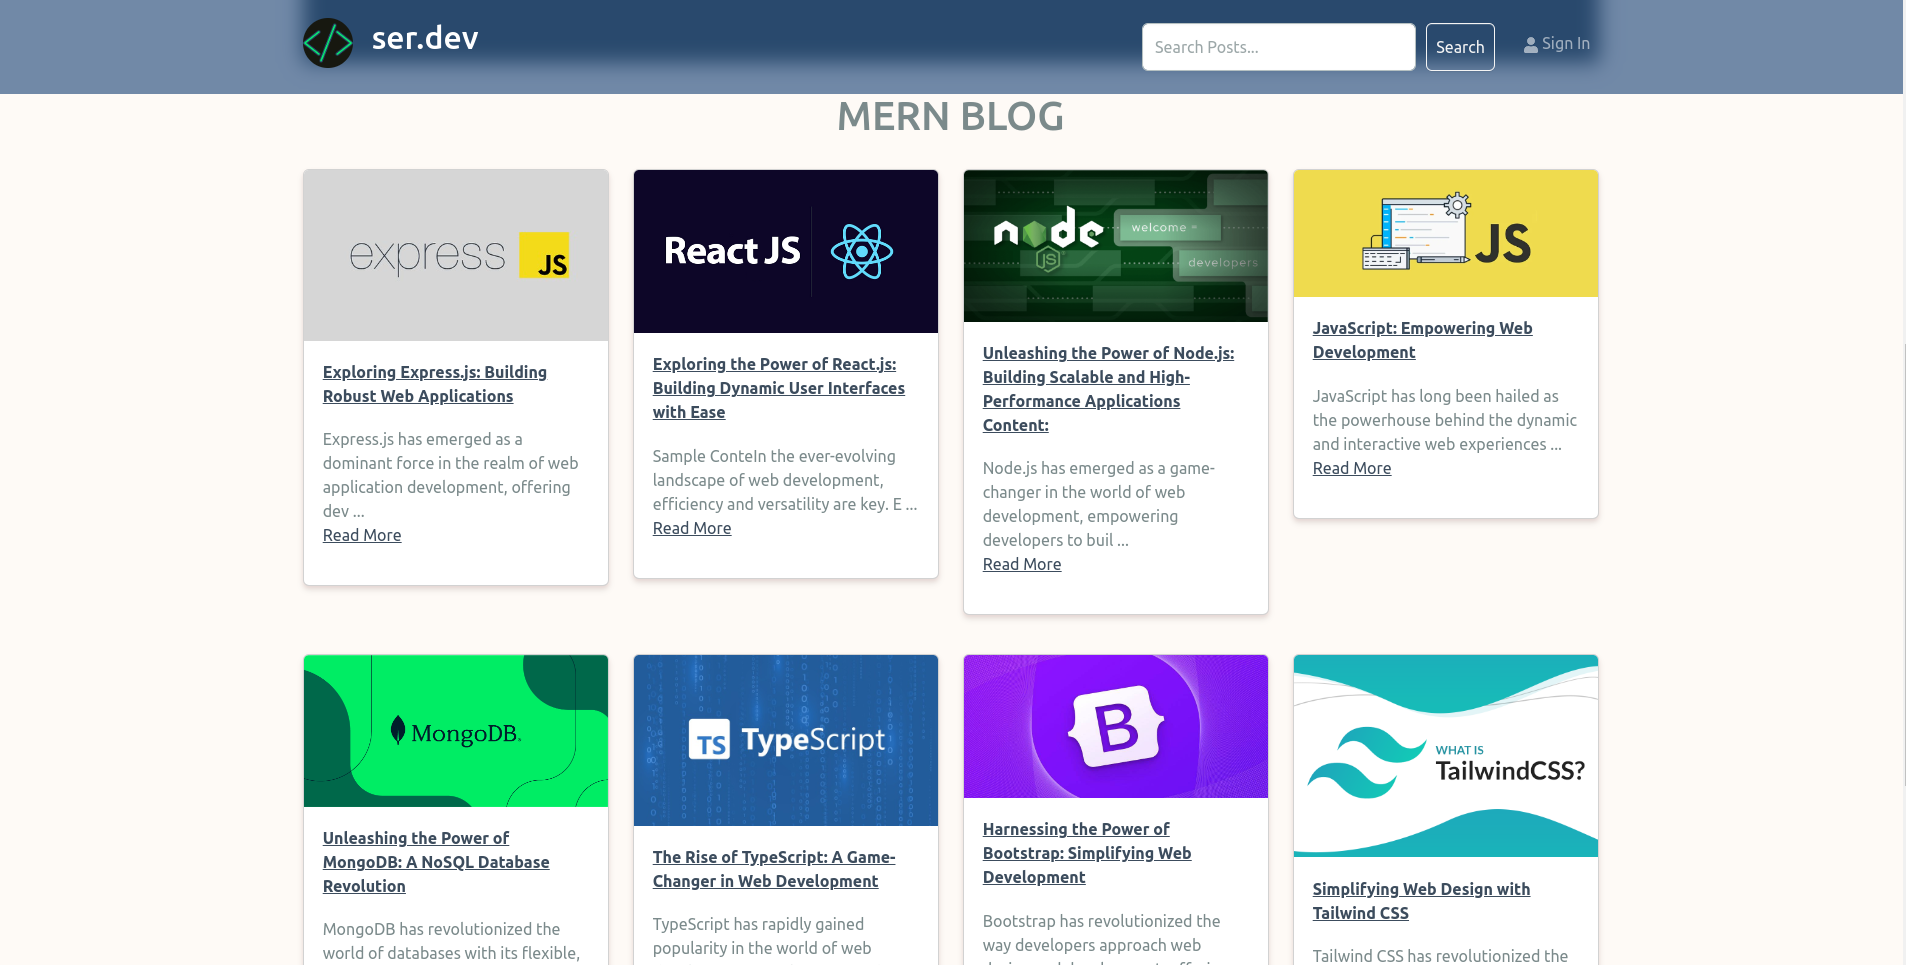 </> ser.dev
Search Posts...
Search
Sign In
MERN BLOG
express JS
Exploring Express.js: Building
Robust Web Applications
Express.js has emerged as a
dominant force in the realm of web
application development, offering
dev ...
Read More
React JS
Exploring the Power of React.js:
Building Dynamic User Interfaces
with Ease
Sample ConteIn the ever-evolving
landscape of web development,
efficiency and versatility are key. E ...
Read More
node
JS
welcome =
developers
Unleashing the Power of Node.js:
Building Scalable and High-
Performance Applications
Content:
Node.js has emerged as a game-
changer in the world of web
development, empowering
developers to buil ...
Read More
JS
JavaScript: Empowering Web
Development
JavaScript has long been hailed as
the powerhouse behind the dynamic
and interactive web experiences ...
Read More
MongoDB.
Unleashing the Power of
MongoDB: A NoSQL Database
Revolution
MongoDB has revolutionized the
world of databases with its flexible,
TS TypeScript
The Rise of TypeScript: A Game-
Changer in Web Development
TypeScript has rapidly gained
popularity in the world of web
B
Harnessing the Power of
Bootstrap: Simplifying Web
Development
Bootstrap has revolutionized the
way developers approach web
WHAT IS
TailwindCSS?
Simplifying Web Design with
Tailwind CSS
Tailwind CSS has revolutionized the